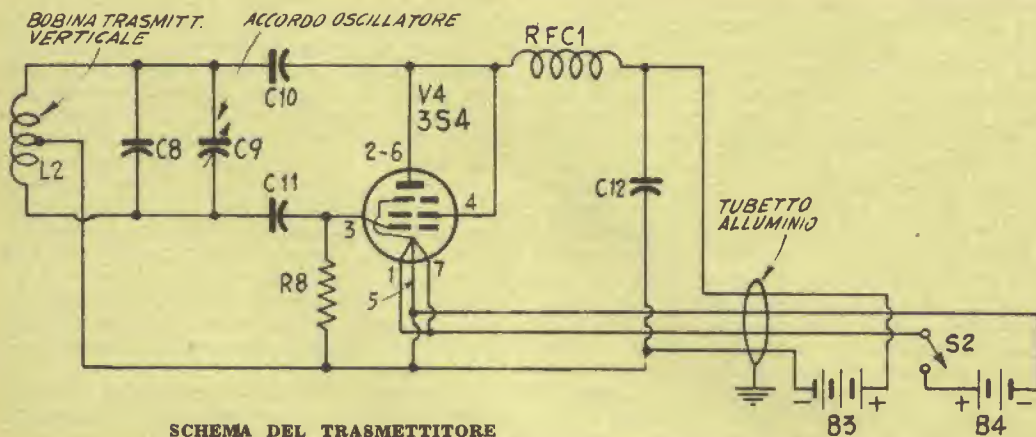 BOBINA TRASMITT.
VERTICALE
ACCORDO OSCILLATORE
RFC1
C10
V4
3S4
2-6
C8
C9
L2
C11
C12
3
4
TUBETTO
ALLUMINIO
R8
1
7
5
S2
- +
+ -
B3
B4
SCHEMA DEL TRASMETTITORE